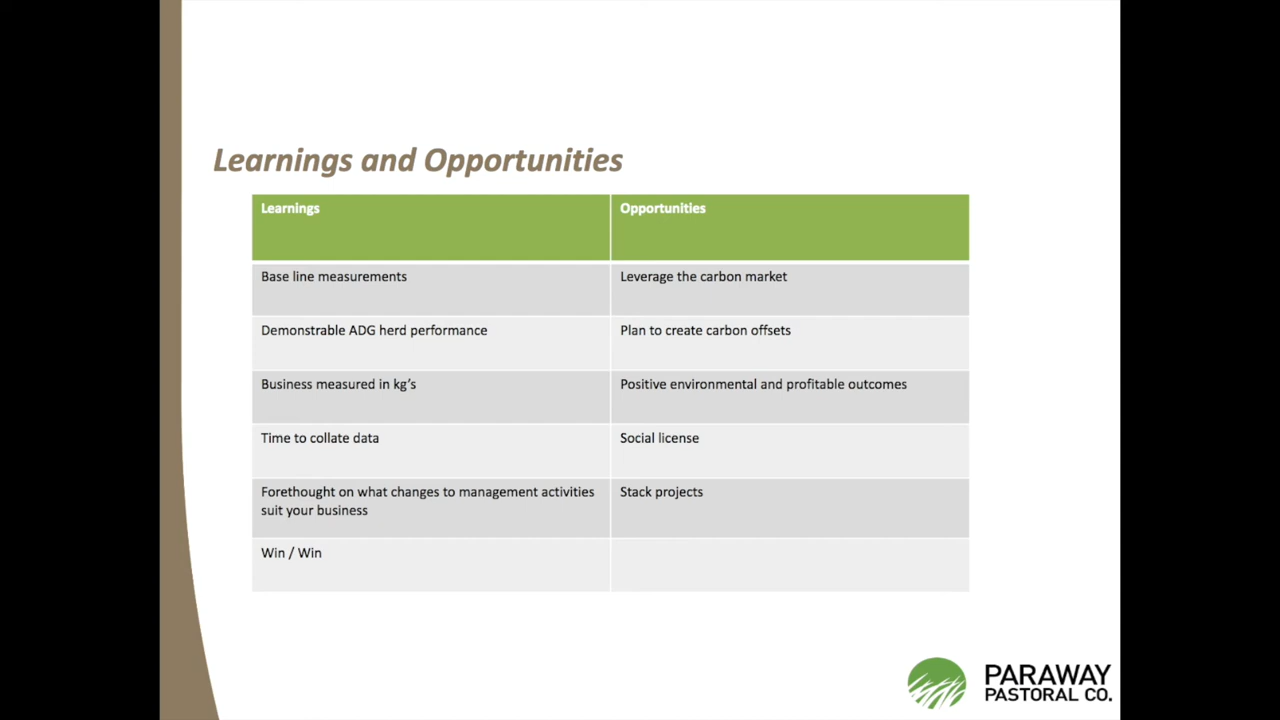 Learnings and Opportunities
Learnings
Opportunities
Base line measurements
Leverage the carbon market
Demonstrable ADG herd performance
Plan to create carbon offsets
Business measured in kg's
Positive environmental and profitable outcomes
Time to collate data
Social license
Forethought on what changes to management activities
suit your business
Stack projects
Win / Win
PARAWAY
PASTORAL CO.